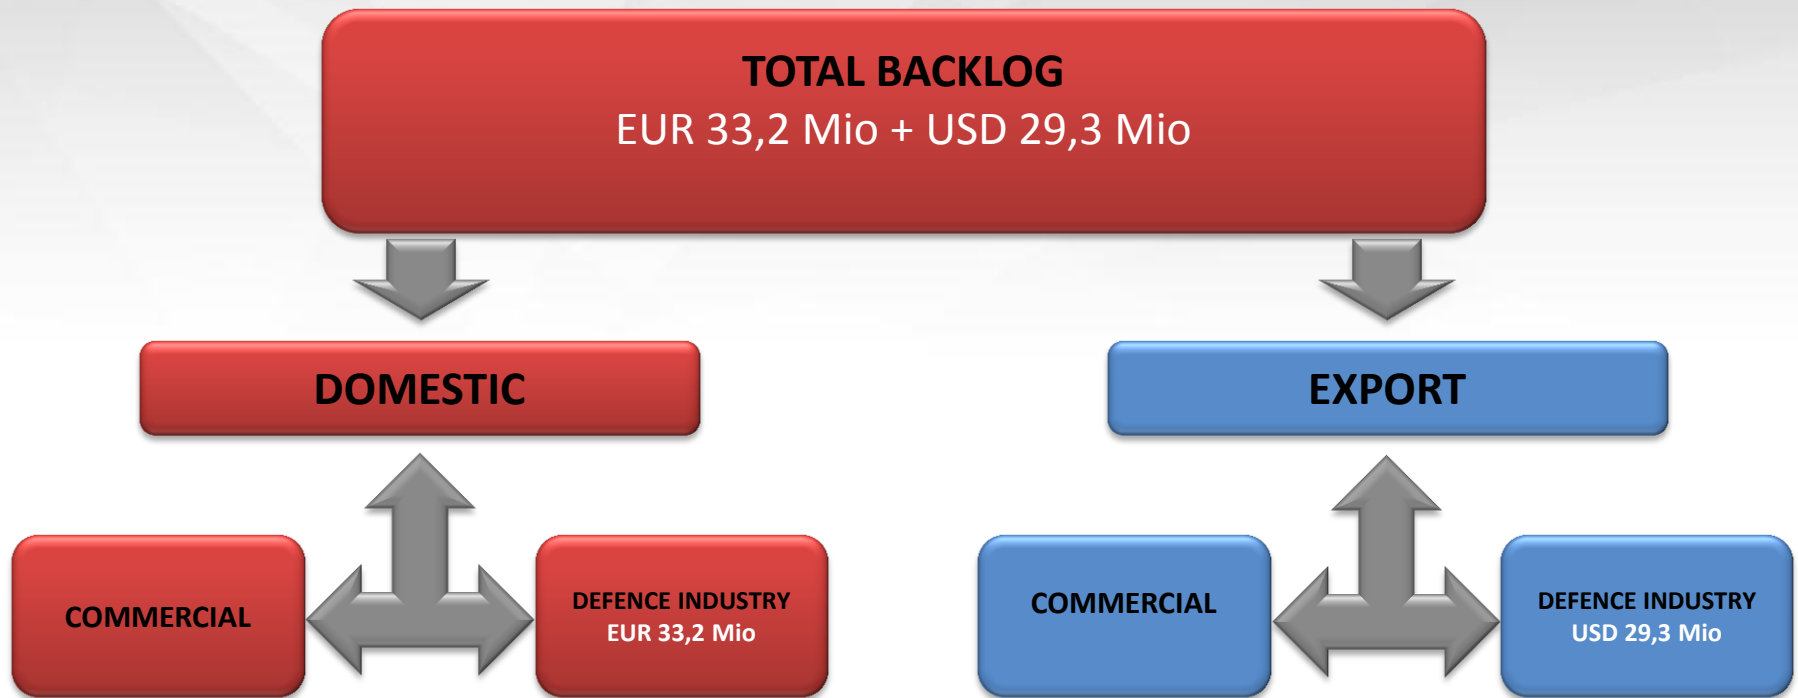 TOTAL BACKLOG
EUR 33,2 Mio + USD 29,3 Mio
DOMESTIC
EXPORT
COMMERCIAL
DEFENCE INDUSTRY
EUR 33,2 Mio
COMMERCIAL
DEFENCE INDUSTRY
USD 29,3 Mio